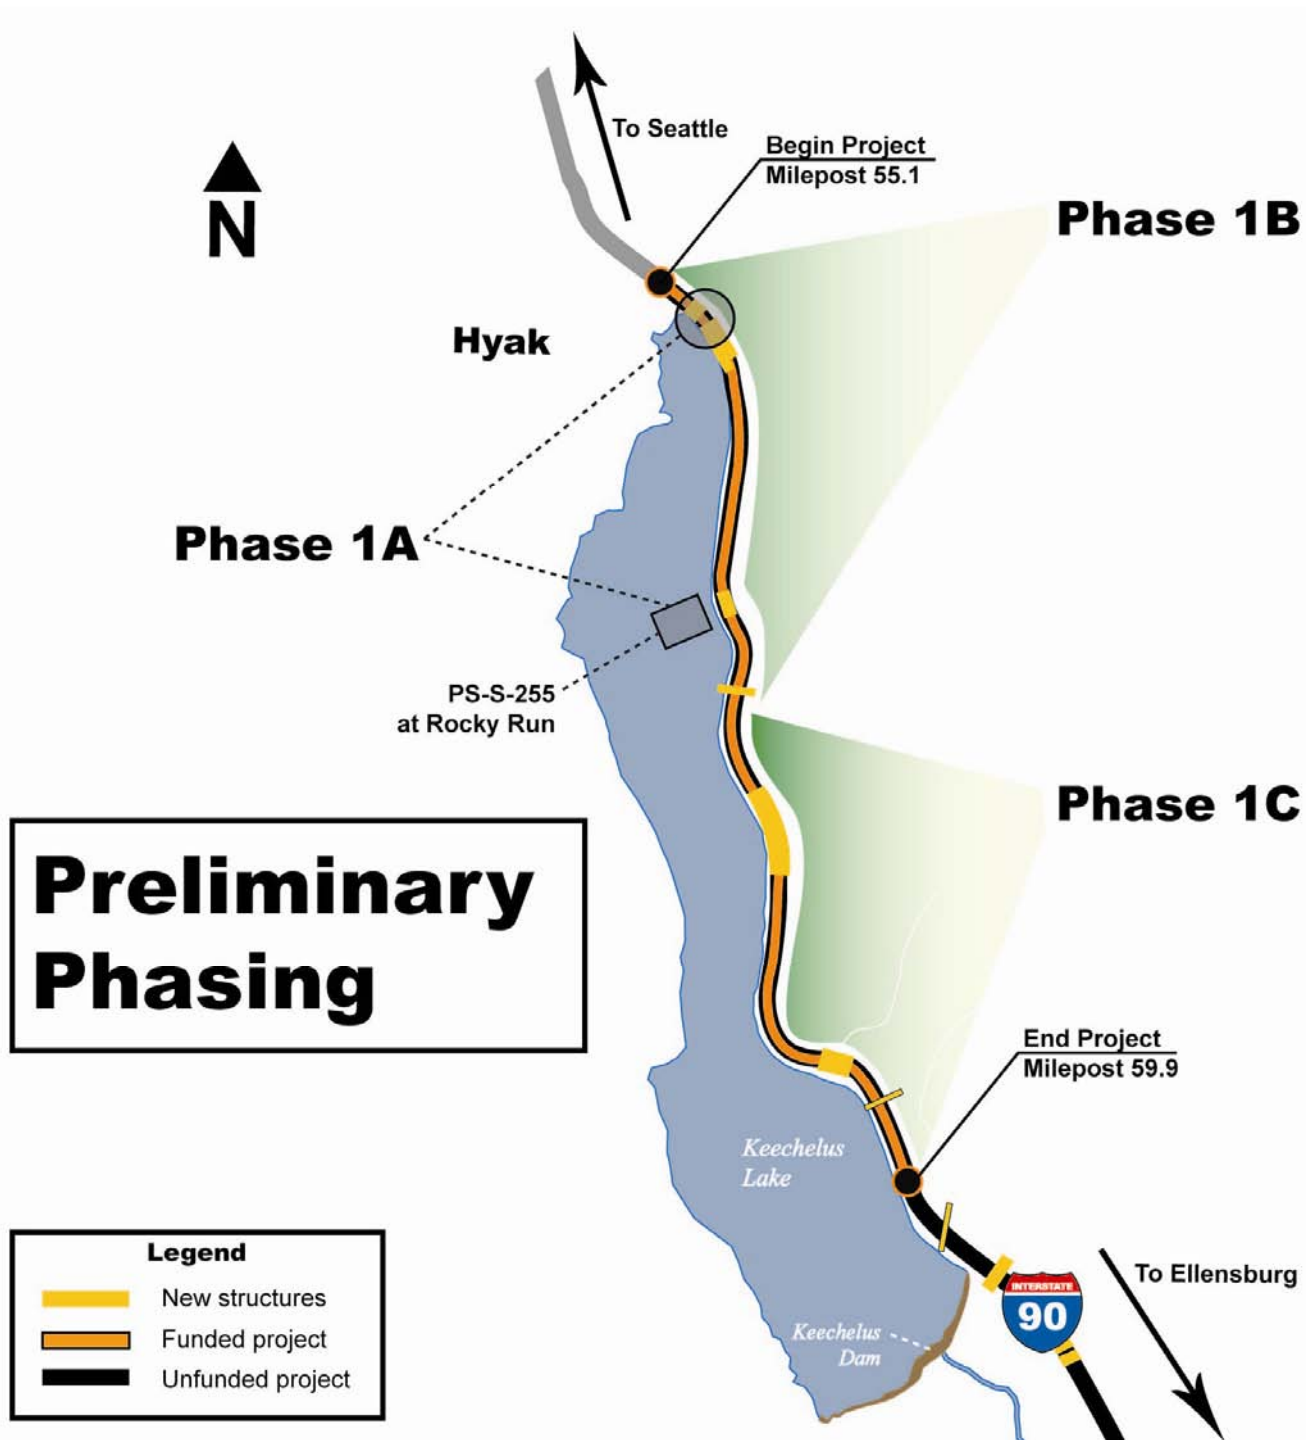 To Seattle
Begin Project
Milepost 55.1
Phase 1B
N
Hyak
Phase 1A
PS-S-255
at Rocky Run
Phase 1C
Preliminary
Phasing
End Project
Milepost 59.9
Keechelus
Lake
Legend
New structures
Funded project
Unfunded project
To Ellensburg
INTERSTATE
90
Keechelus
Dam